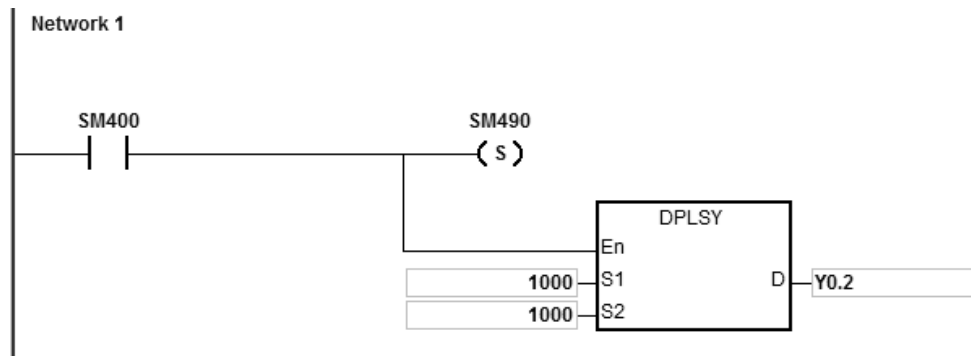 Network 1
SM400 SM490
( S )
DPLSY
En
1000 S1 D Y0.2
1000 S2